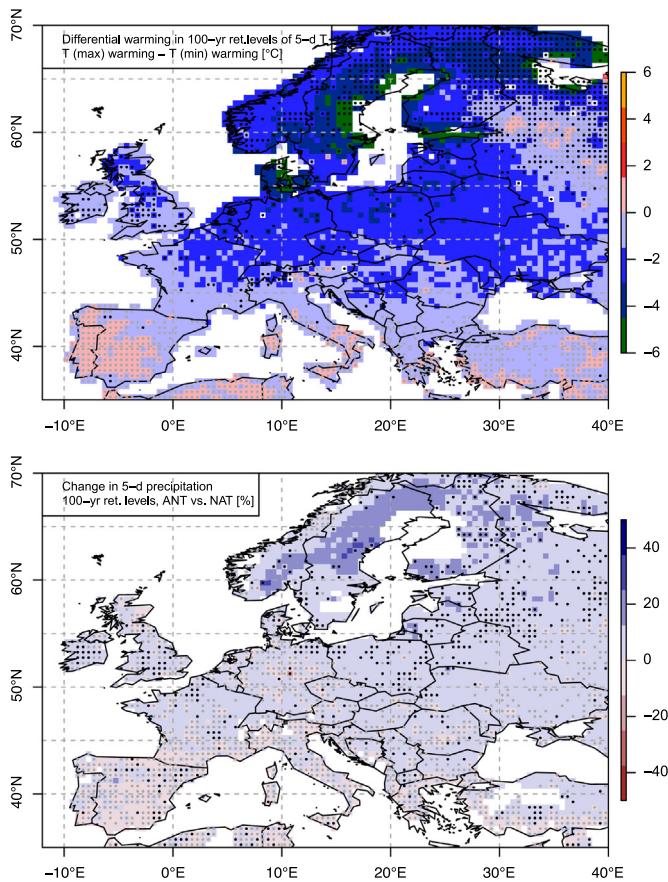 Differential warming in 100–yr ret.levels of 5–d T
T (max) warming – T (min) warming [°C]
70°N
60°N
50°N
40°N
6
4
2
0
−2
−4
−6
−10°E
0°E
10°E
20°E
30°E
40°E
Change in 5–d precipitation
100–yr ret. levels, ANT vs. NAT [%]
70°N
60°N
50°N
40°N
40
20
0
−20
−40
−10°E
0°E
10°E
20°E
30°E
40°E